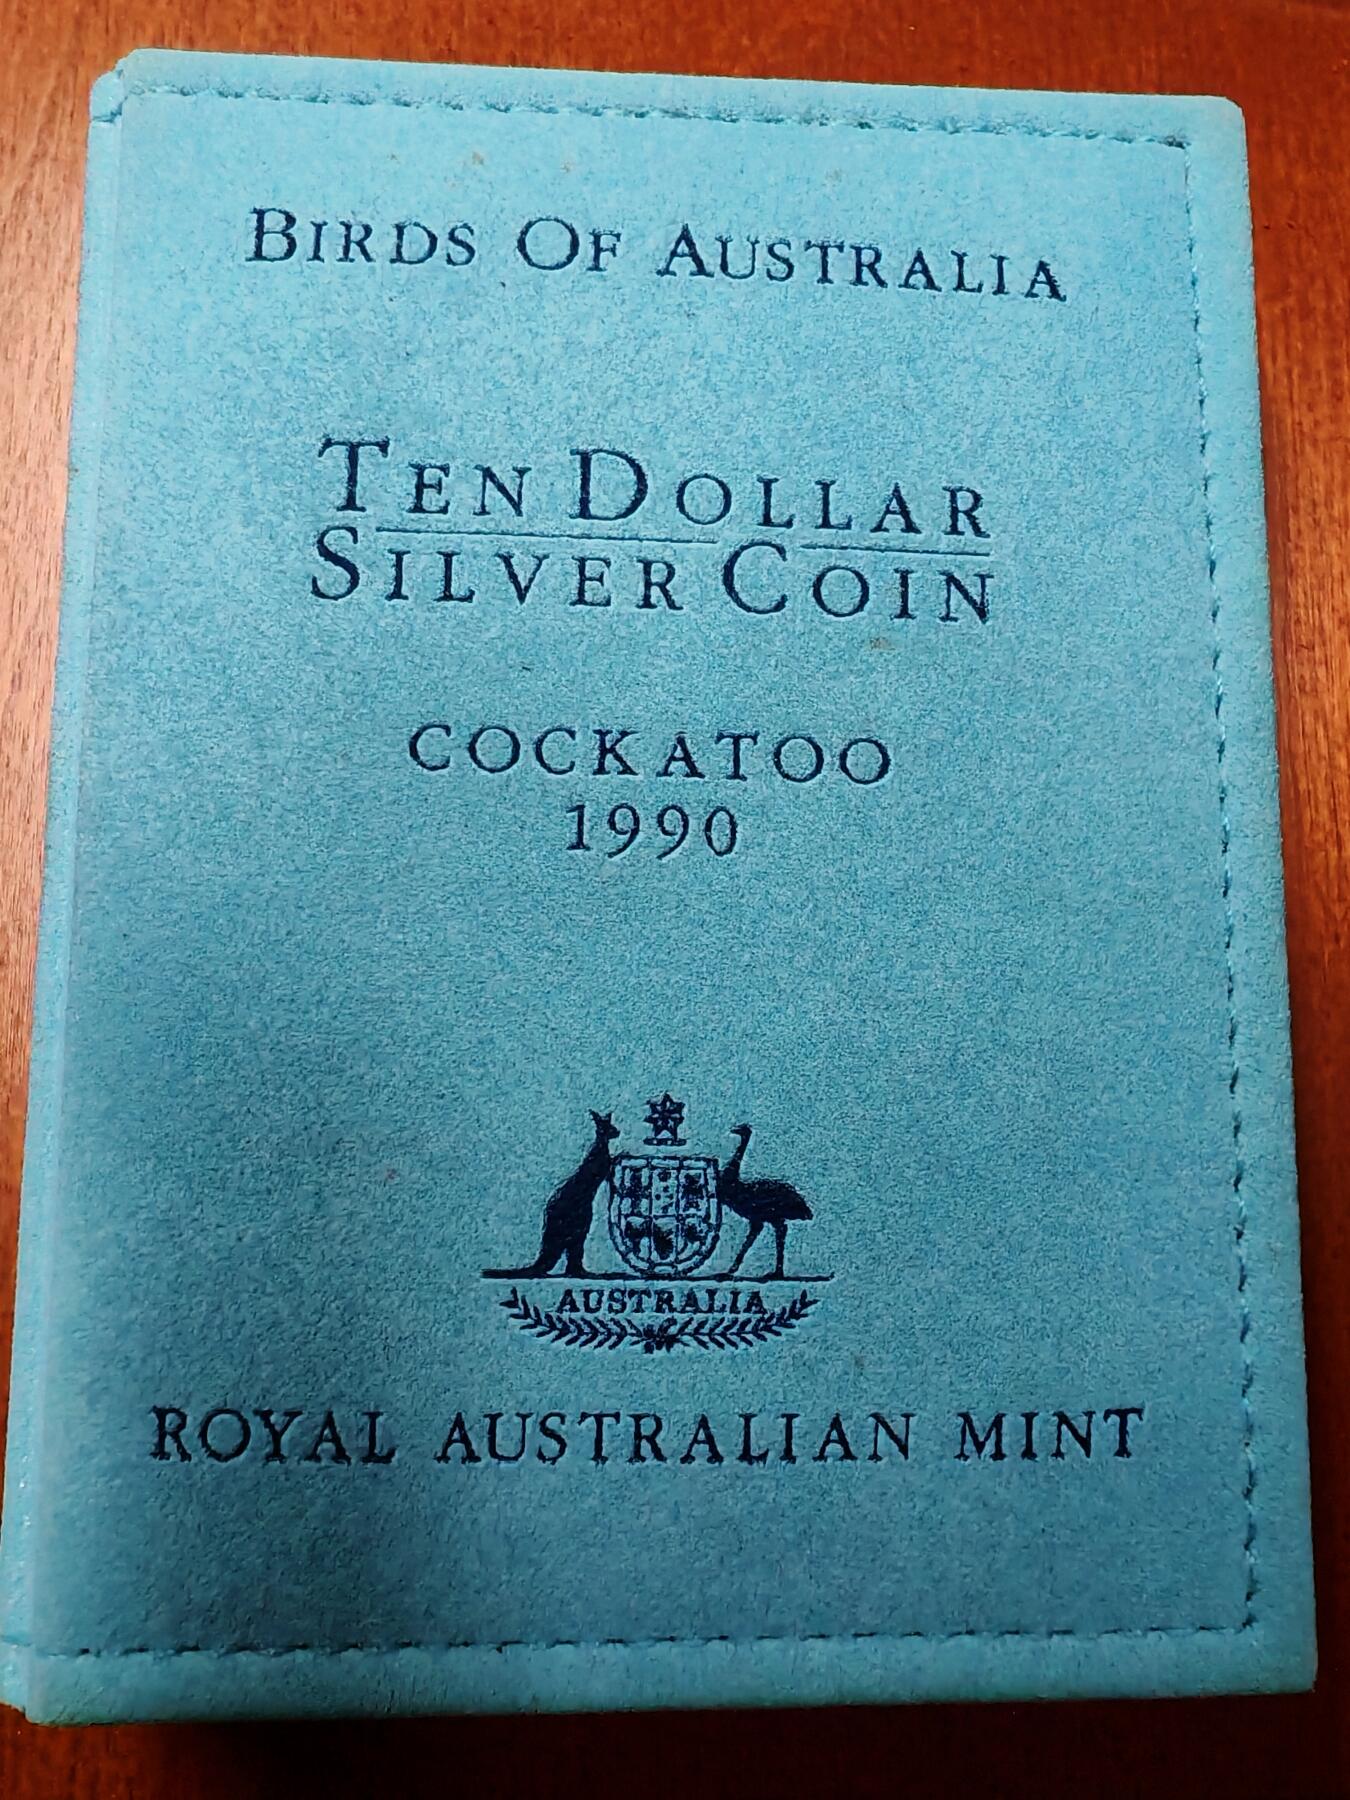 BIRDS OF AUSTRALIA
TEN DOLLAR
SILVER COIN
COCKATOO
1990
AUSTRALIA
ROYAL AUSTRALIAN MINT